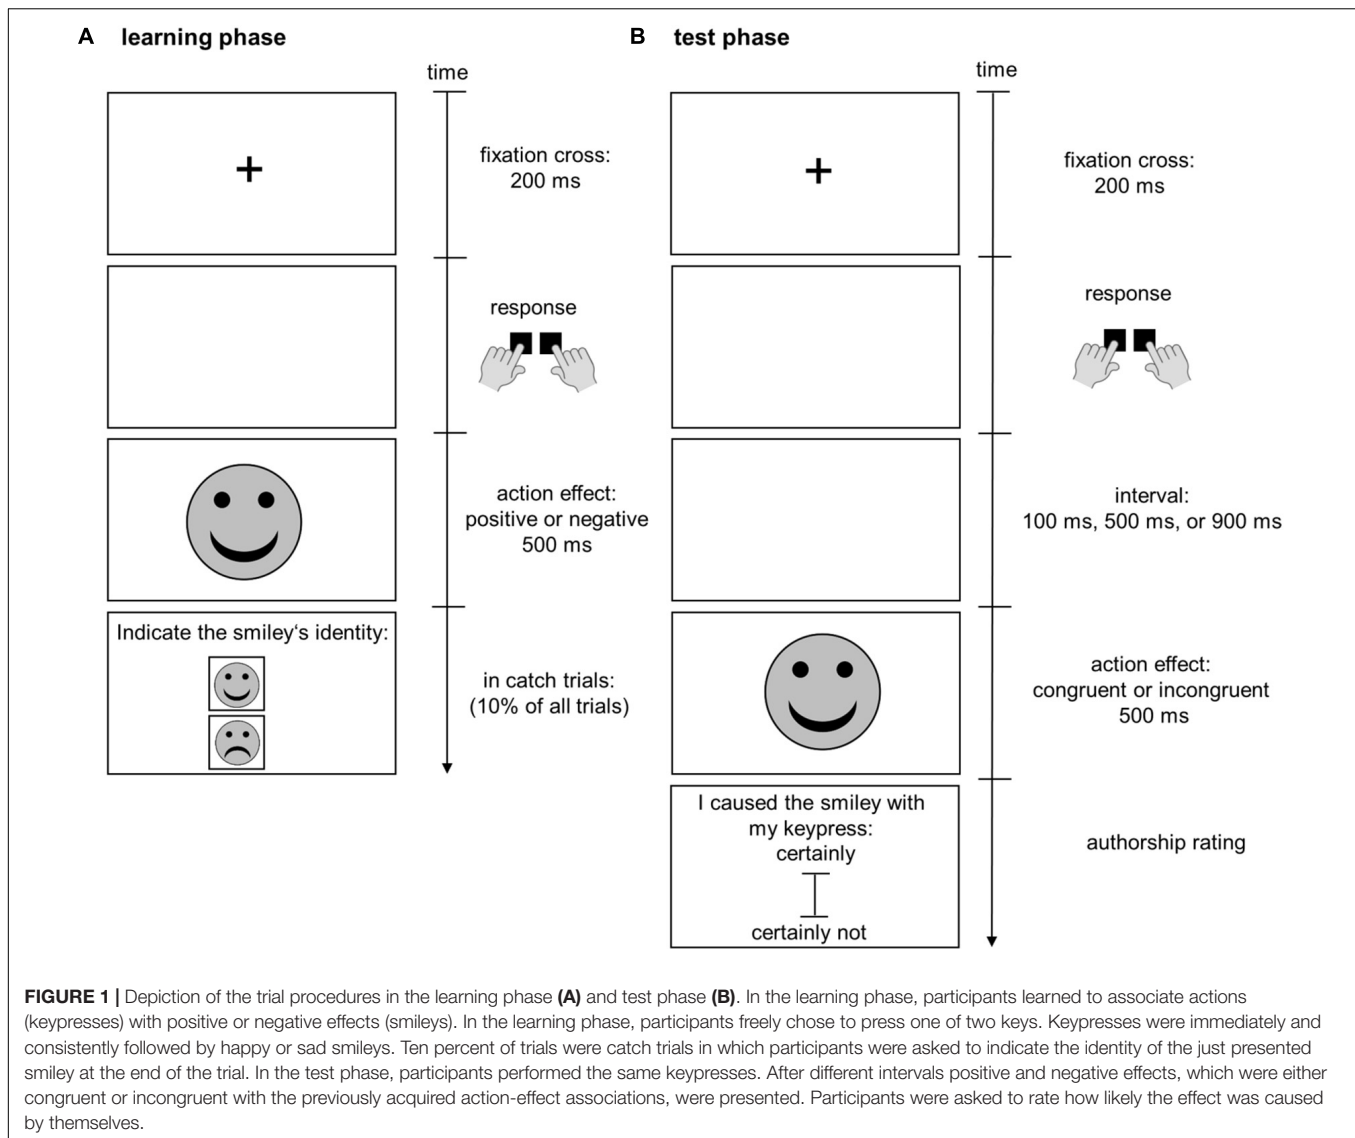 A learning phase
time
fixation cross:
200 ms
response
action effect:
positive or negative
500 ms
Indicate the smiley‘s identity:
in catch trials:
(10% of all trials)
B test phase
time
fixation cross:
200 ms
response
interval:
100 ms, 500 ms, or 900 ms
action effect:
congruent or incongruent
500 ms
I caused the smiley with
my keypress:
certainly
certainly not
authorship rating
FIGURE 1 | Depiction of the trial procedures in the learning phase (A) and test phase (B). In the learning phase, participants learned to associate actions
(keypresses) with positive or negative effects (smileys). In the learning phase, participants freely chose to press one of two keys. Keypresses were immediately and
consistently followed by happy or sad smileys. Ten percent of trials were catch trials in which participants were asked to indicate the identity of the just presented
smiley at the end of the trial. In the test phase, participants performed the same keypresses. After different intervals positive and negative effects, which were either
congruent or incongruent with the previously acquired action-effect associations, were presented. Participants were asked to rate how likely the effect was caused
by themselves.